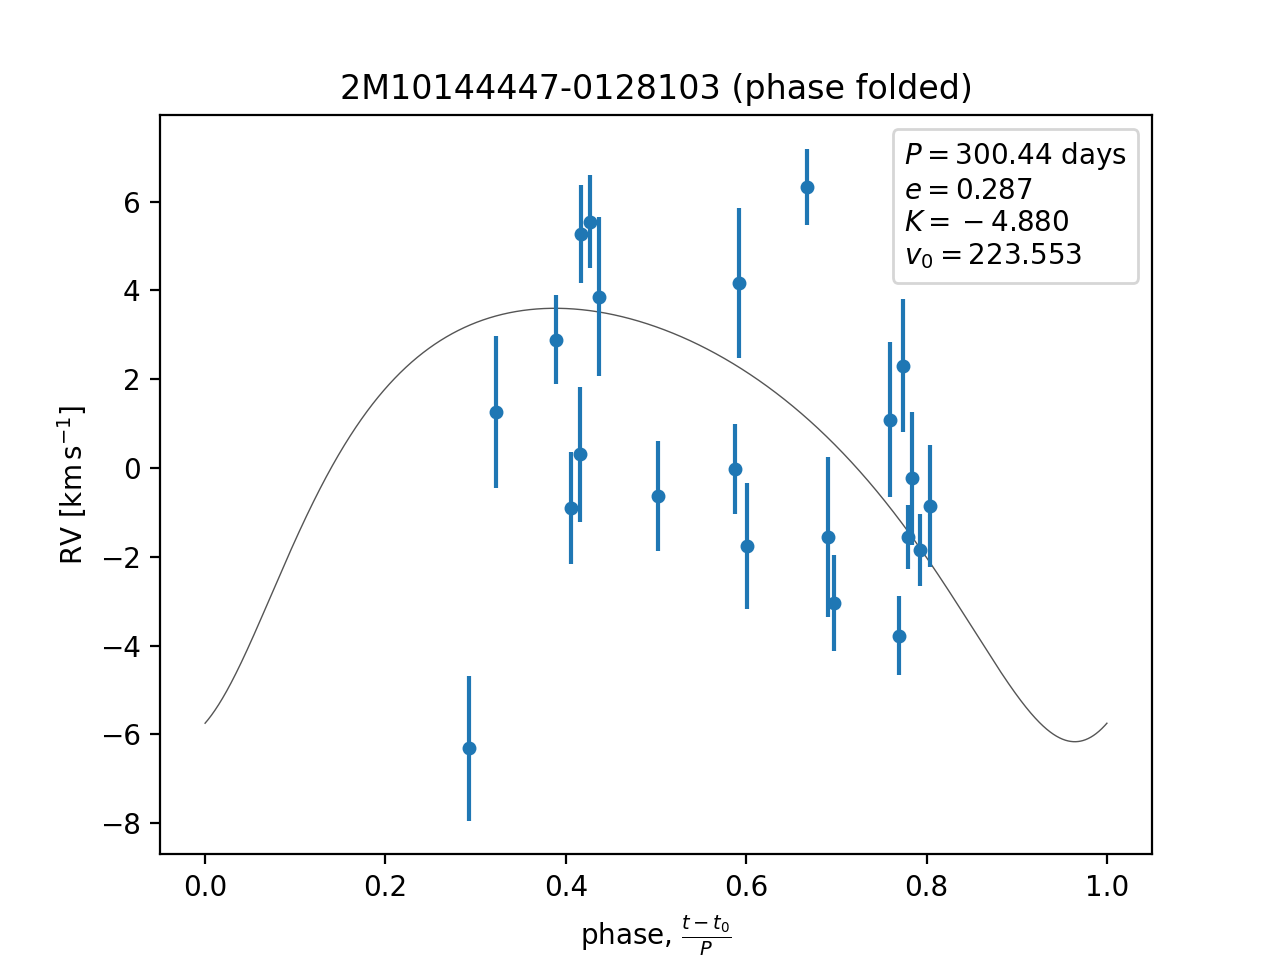 2M10144447-0128103 (phase folded)
P = 300.44 days
e = 0.287
K = −4.880
v₀ = 223.553
6
4
2
0
−2
−4
−6
−8
RV [km s⁻¹]
0.0 0.2 0.4 0.6 0.8 1.0
phase, (t − t₀)/P